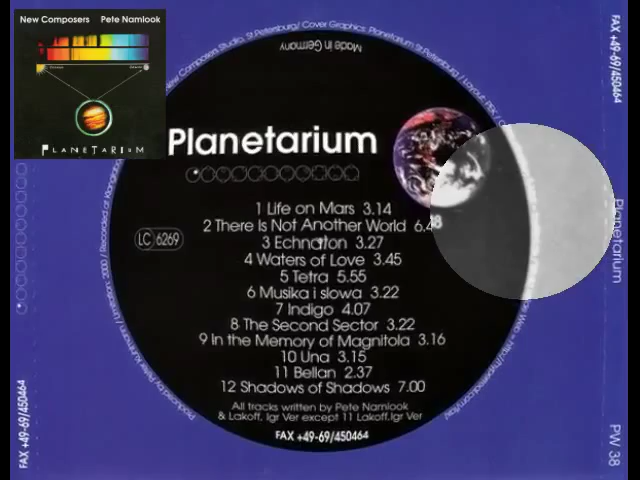 New Composers Pete Namlook
PLANETARIUM
Made in Germany
Planetarium
LC 6269
1 Life on Mars 3.14
2 There Is Not Another World
3 Echnaton 3.27
4 Waters of Love 3.45
5 Tetra 5.55
6 Musika i slowa 3.22
7 Indigo 4.07
8 The Second Sector 3.22
9 In the Memory of Magnitola 3.16
10 Una 3.15
11 Bellan 2.37
12 Shadows of Shadows 7.00
All tracks written by Pete Namlook
& Lakoff, Igr Ver except 11 Lakoff,Igr Ver
FAX +49-69/450464
FAX +49-69/450464
FAX +49-69/450464
Planetarium
PW 38